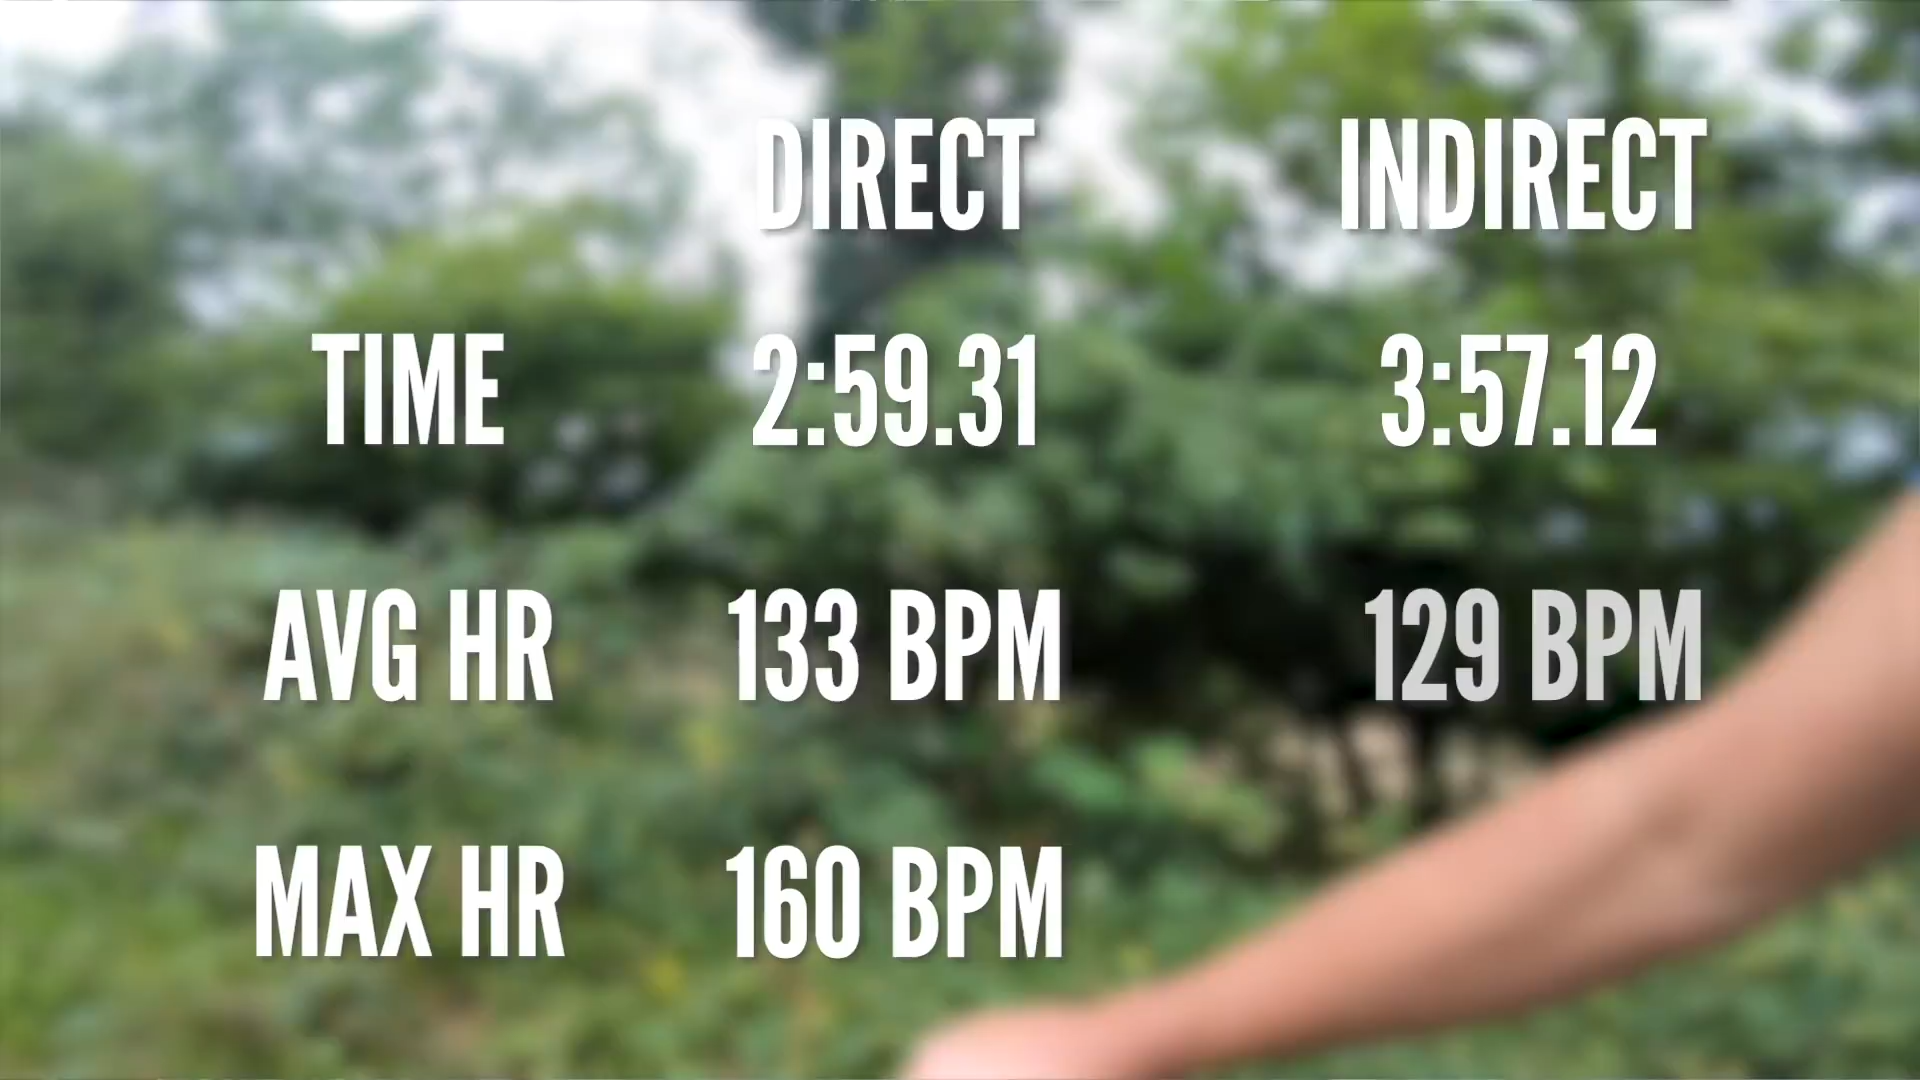 DIRECT INDIRECT
TIME 2:59.31 3:57.12
AVG HR 133 BPM 129 BPM
MAX HR 160 BPM